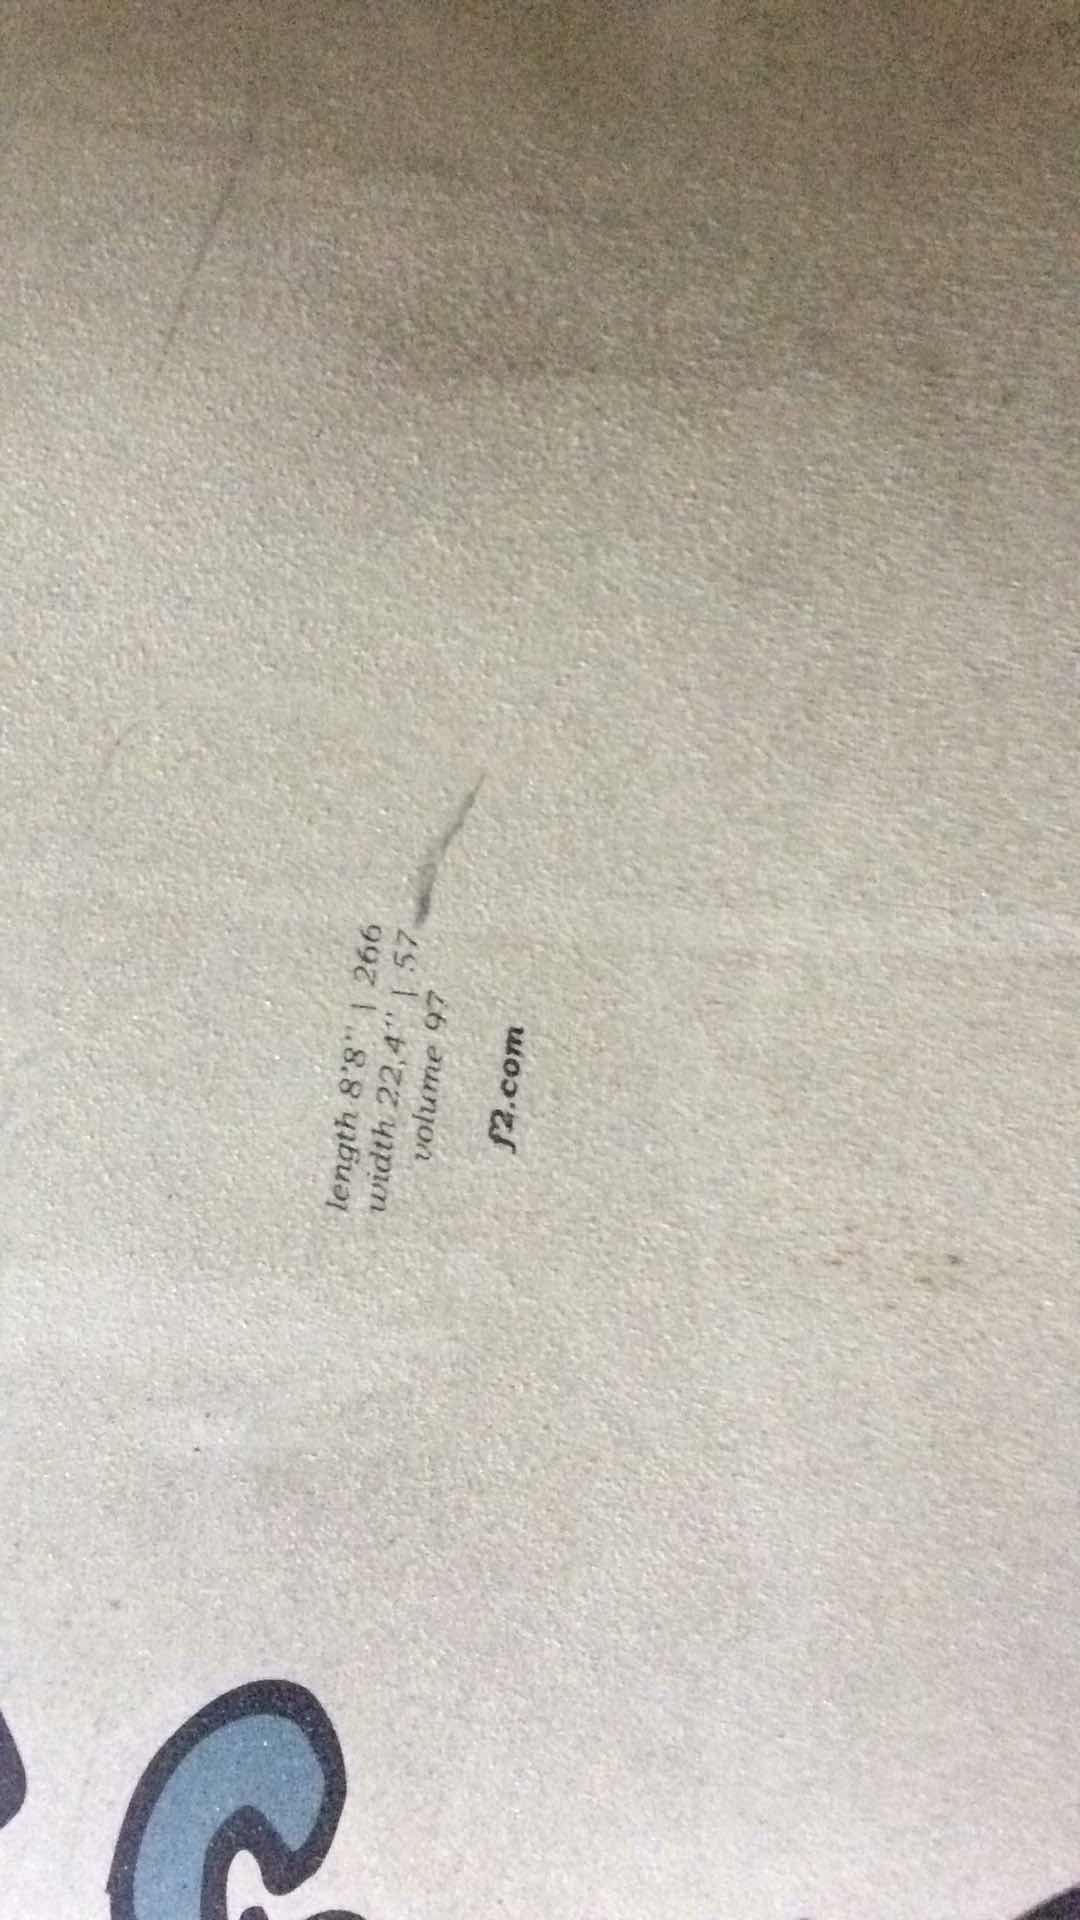 length 8'8" | 266
width 22,4" | 57
volume 97
f2.com